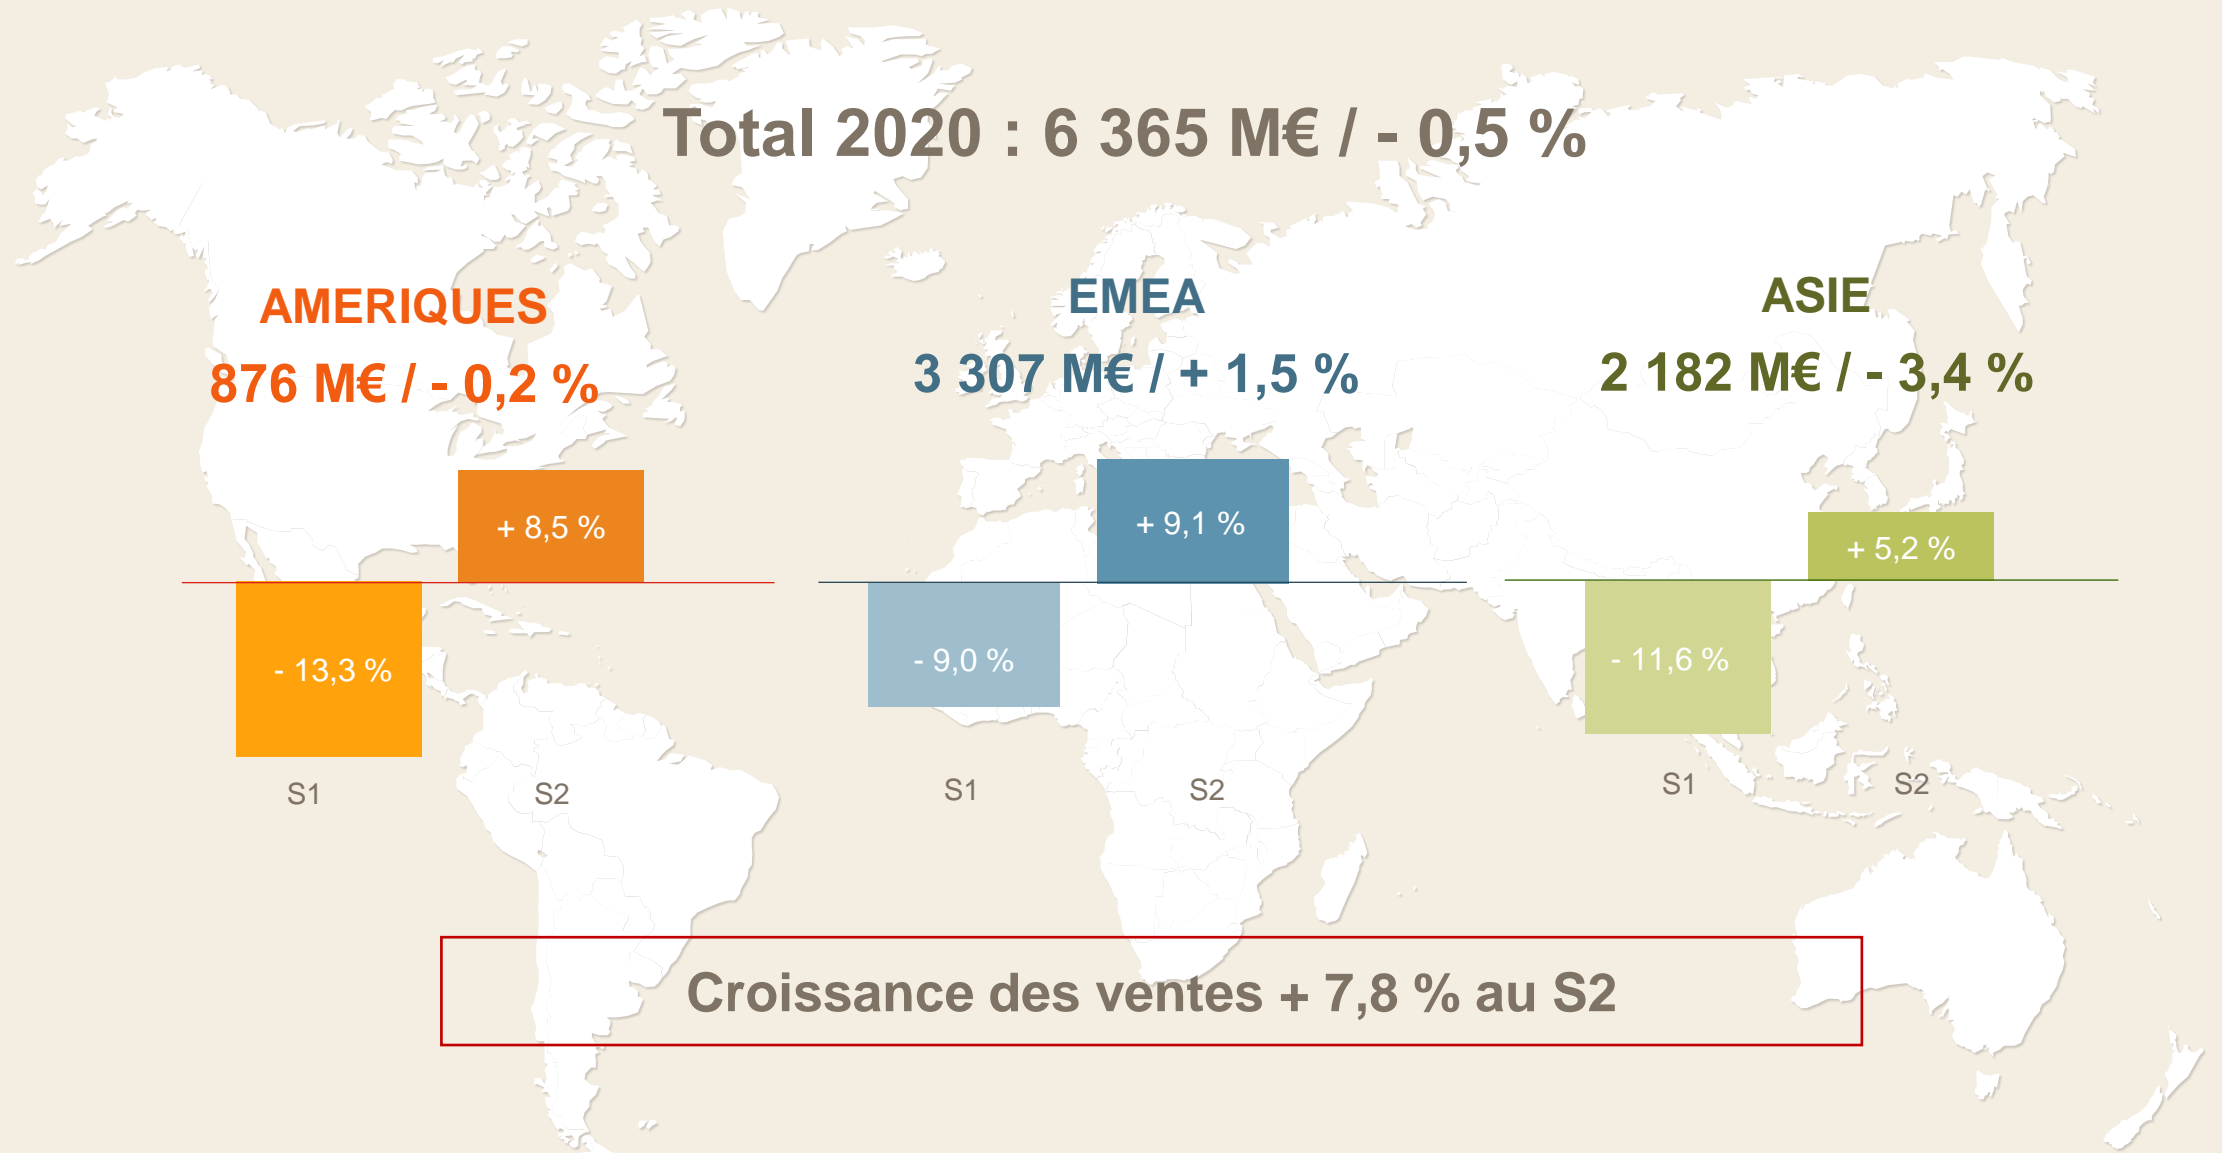 Total 2020 : 6 365 M€ / - 0,5 %
AMERIQUES
876 M€ / - 0,2 %
+ 8,5 %
- 13,3 %
S1
S2
EMEA
3 307 M€ / + 1,5 %
+ 9,1 %
- 9,0 %
S1
S2
ASIE
2 182 M€ / - 3,4 %
+ 5,2 %
- 11,6 %
S1
S2
Croissance des ventes + 7,8 % au S2